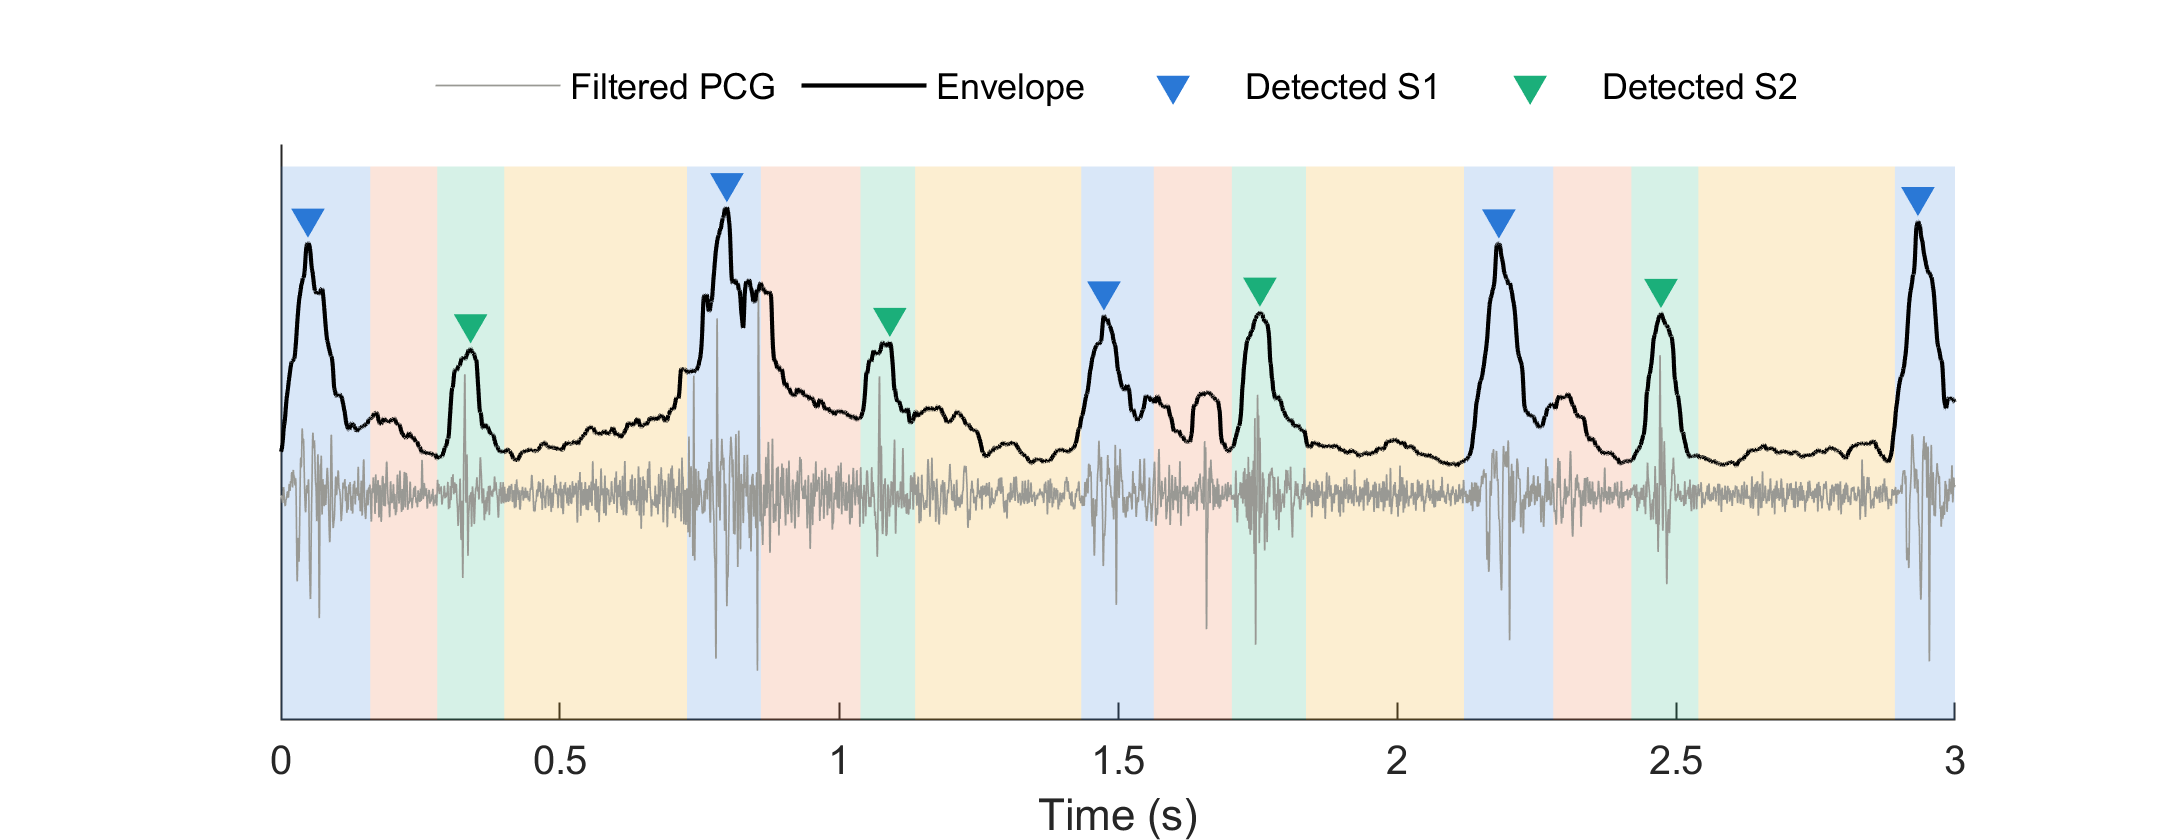 Filtered PCG Envelope Detected S1 Detected S2
0 0.5 1 1.5 2 2.5 3
Time (s)